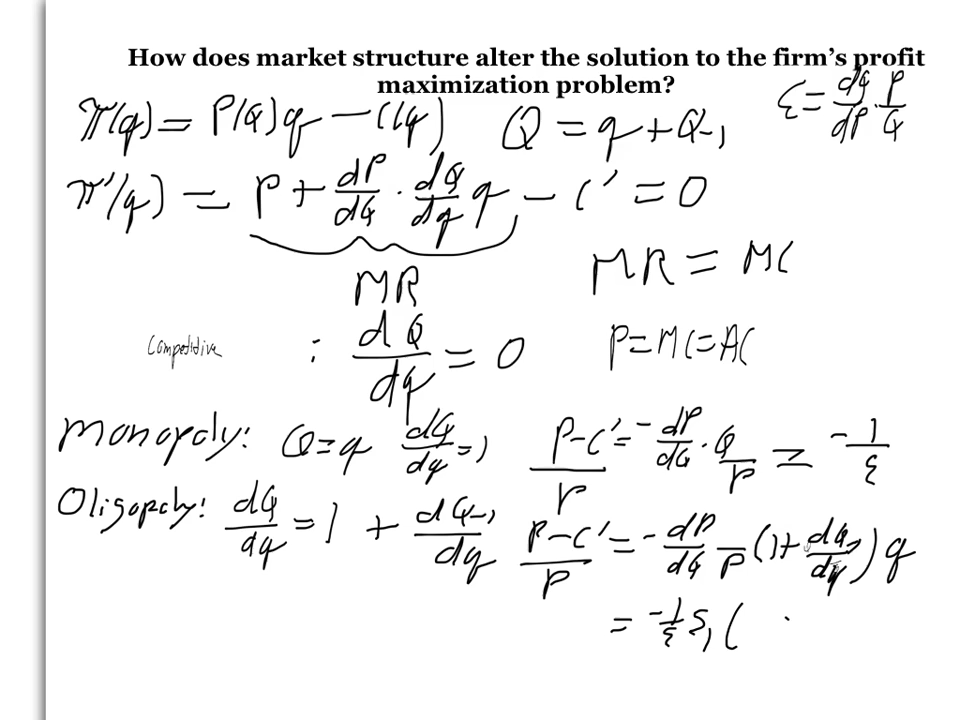 How does market structure alter the solution to the firm's profit
maximization problem?
π(q) = P(Q)q - C(q) Q = q + Q-1 ε = dQ/dP · P/Q
π'(q) = P + dP/dQ · dQ/dq q - C' = 0
MR MR = MC
Competitive : dQ/dq = 0 P = MC = AC
Monopoly: Q = q dQ/dq = 1 P-C'/P = - dP/dQ · Q/P = -1/ε
Oligopoly: dQ/dq = 1 + dQ-1/dq P-C'/P = - dP/dQ 1/P (1 + dQ-1/dq) q
= -1/ε S1 (